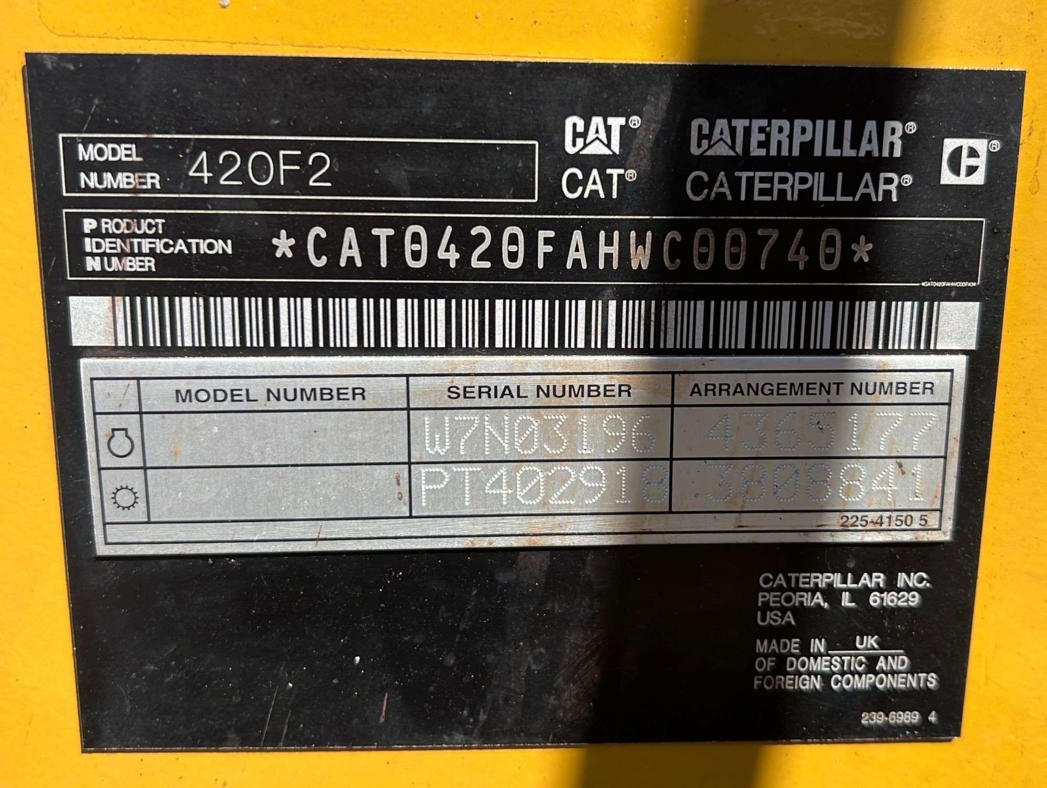 MODEL NUMBER 420F2
CAT® CATERPILLAR®
CAT® CATERPILLAR®
PRODUCT IDENTIFICATION NUMBER *CAT0420FAHWC00740*
*CAT0420FAHWC00740*
MODEL NUMBER SERIAL NUMBER ARRANGEMENT NUMBER
W7N03196 4365177
PT402918 3808841
225-4150 5
CATERPILLAR INC.
PEORIA, IL 61629
USA
MADE IN UK
OF DOMESTIC AND
FOREIGN COMPONENTS
239-6969 4